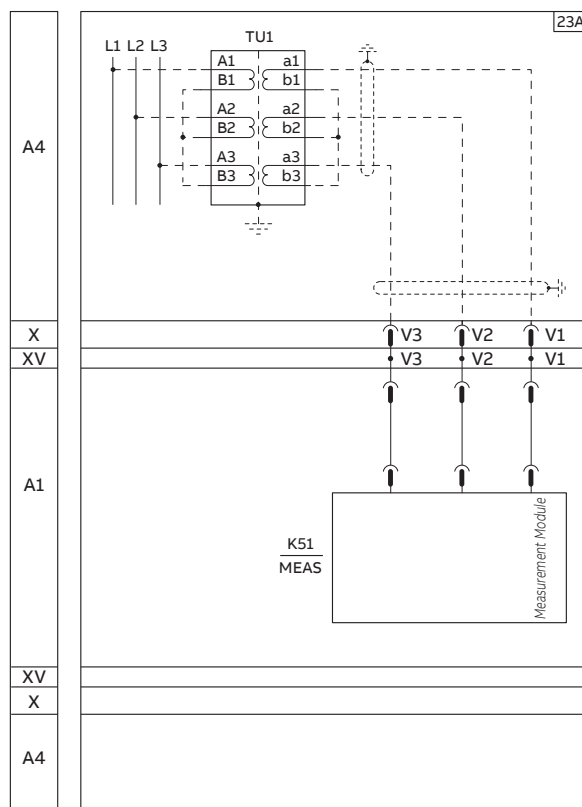 23A
TU1
L1 L2 L3
A1 a1
B1 b1
A2 a2
B2 b2
A3 a3
B3 b3
A4
X V3 V2 V1
XV V3 V2 V1
A1
K51
MEAS
Measurement Module
XV
X
A4